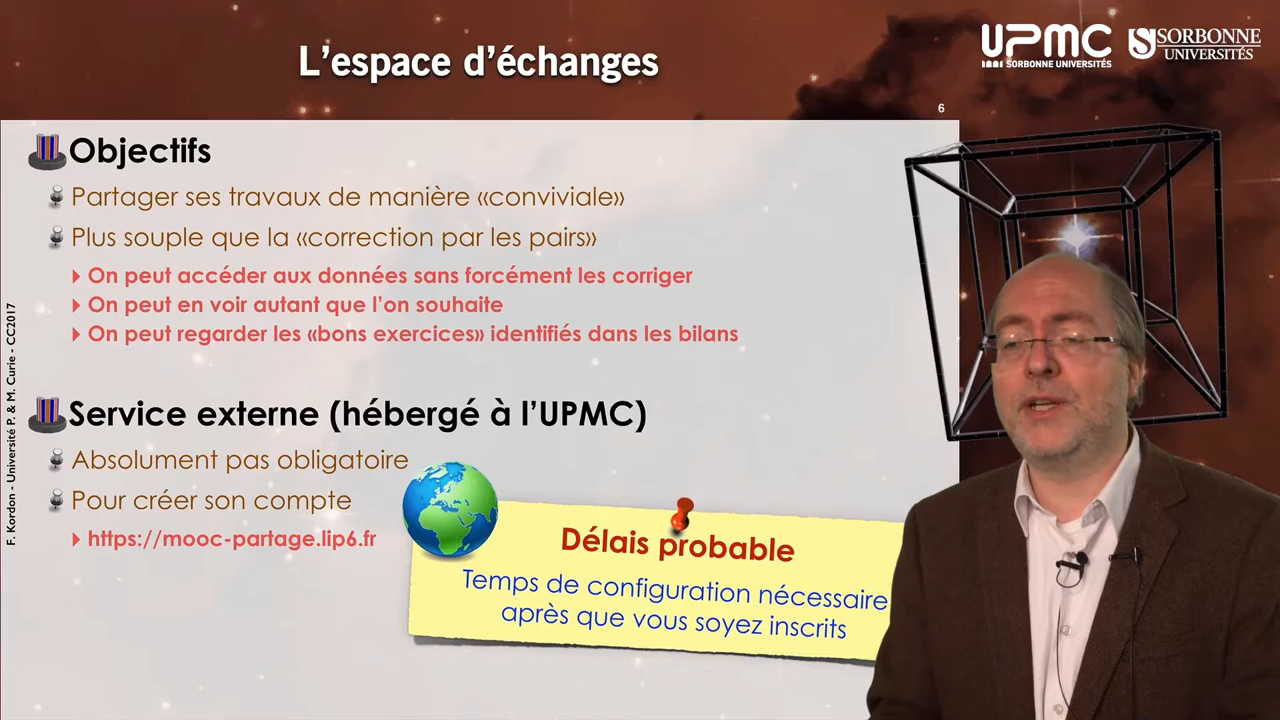 L'espace d'échanges
UPMC
SORBONNE UNIVERSITÉS
SORBONNE
UNIVERSITÉS
6
Objectifs
Partager ses travaux de manière «conviviale»
Plus souple que la «correction par les pairs»
On peut accéder aux données sans forcément les corriger
On peut en voir autant que l'on souhaite
On peut regarder les «bons exercices» identifiés dans les bilans
Service externe (hébergé à l'UPMC)
Absolument pas obligatoire
Pour créer son compte
https://mooc-partage.lip6.fr
Délais probable
Temps de configuration nécessaire
après que vous soyez inscrits
F. Kordon - Université P. & M. Curie - CC2017